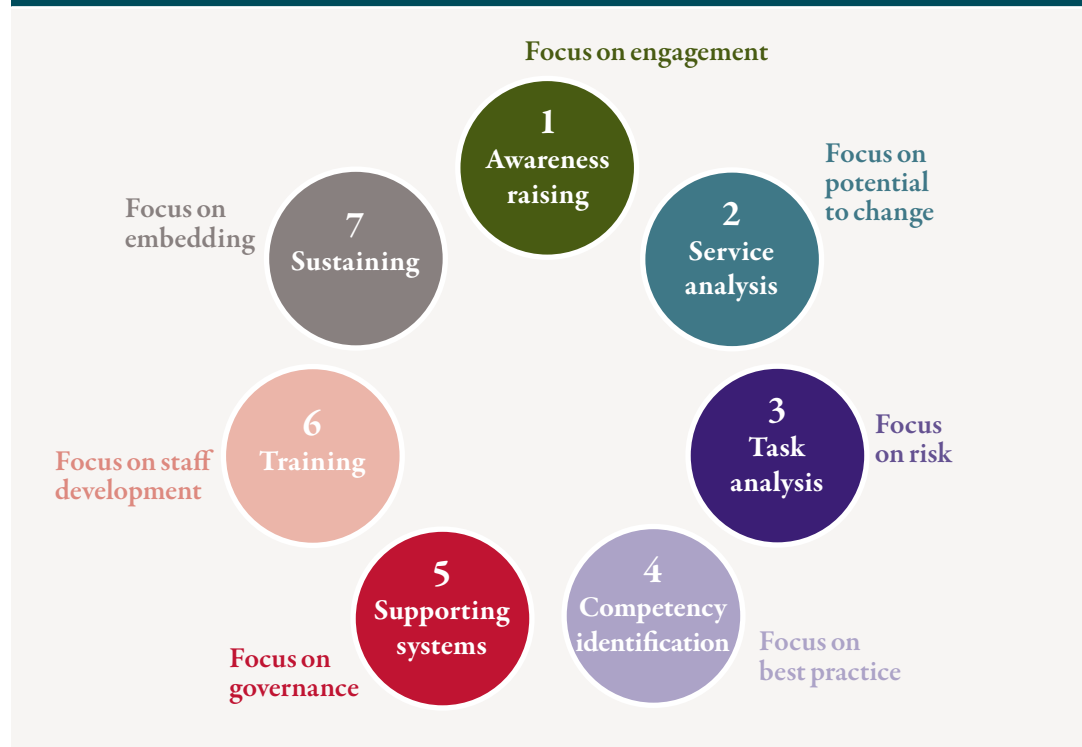 Focus on engagement
1
Awareness
raising
Focus on
potential
to change
2
Service
analysis
Focus
on risk
3
Task
analysis
4
Competency
identification
Focus on
best practice
5
Supporting
systems
Focus on
governance
6
Training
Focus on staff
development
7
Sustaining
Focus on
embedding